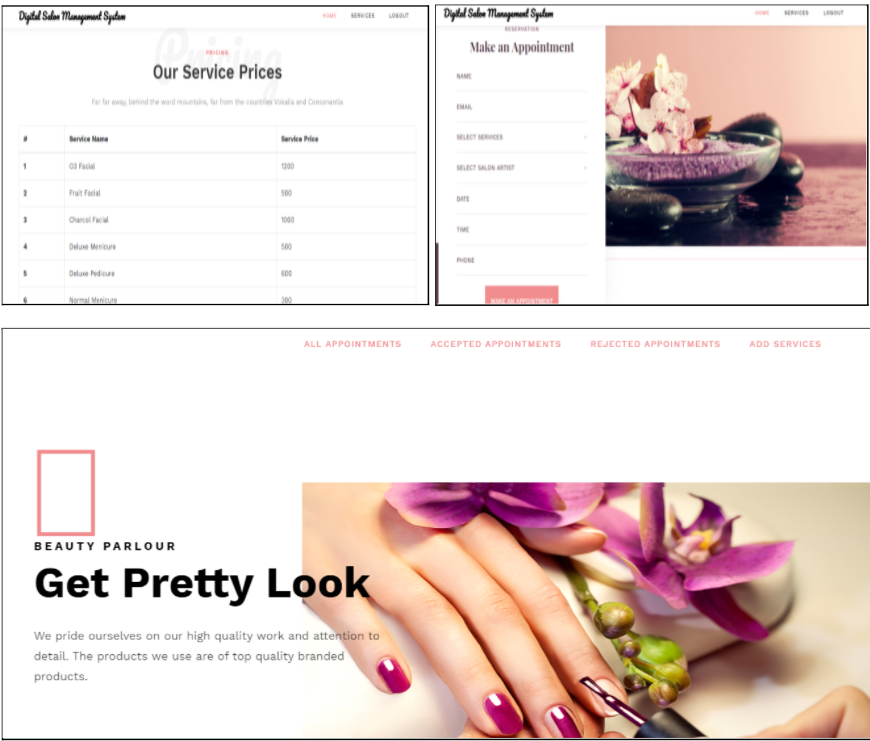 Digital Salon Management System
HOME SERVICES LOGOUT
Pricing
PRICING
Our Service Prices
Far far away, behind the word mountains, far from the countries Vokalia and Consonantia
# Service Name Service Price
1 O3 Facial 1200
2 Fruit Facial 500
3 Charcol Facial 1000
4 Deluxe Menicure 500
5 Deluxe Pedicure 600
6 Normal Menicure 300
Digital Salon Management System
HOME SERVICES LOGOUT
RESERVATION
Make an Appointment
NAME
EMAIL
SELECT SERVICES
SELECT SALON ARTIST
DATE
TIME
PHONE
MAKE AN APPOINTMENT
ALL APPOINTMENTS ACCEPTED APPOINTMENTS REJECTED APPOINTMENTS ADD SERVICES
BEAUTY PARLOUR
Get Pretty Look
We pride ourselves on our high quality work and attention to
detail. The products we use are of top quality branded
products.